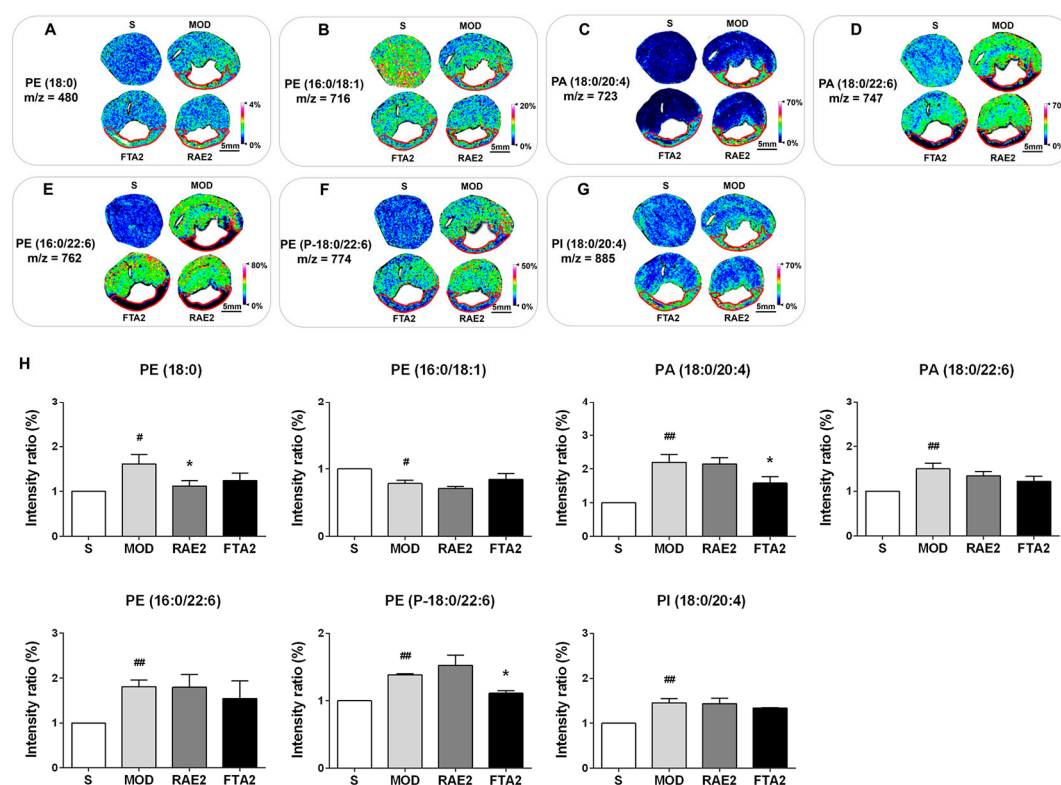 A
S
MOD
PE (18:0)
m/z = 480
4%
0%
5mm
FTA2
RAE2
B
S
MOD
PE (16:0/18:1)
m/z = 716
20%
0%
5mm
FTA2
RAE2
C
S
MOD
PA (18:0/20:4)
m/z = 723
70%
0%
5mm
FTA2
RAE2
D
S
MOD
PA (18:0/22:6)
m/z = 747
70
0%
5mm
FTA2
RAE2
E
S
MOD
PE (16:0/22:6)
m/z = 762
80%
0%
5mm
FTA2
RAE2
F
S
MOD
PE (P-18:0/22:6)
m/z = 774
50%
0%
5mm
FTA2
RAE2
G
S
MOD
PI (18:0/20:4)
m/z = 885
70%
0%
5mm
FTA2
RAE2
H
PE (18:0)
Intensity ratio (%)
3
2
1
0
#
*
S MOD RAE2 FTA2
PE (16:0/18:1)
Intensity ratio (%)
2
1
0
#
S MOD RAE2 FTA2
PA (18:0/20:4)
Intensity ratio (%)
4
3
2
1
0
##
*
S MOD RAE2 FTA2
PA (18:0/22:6)
Intensity ratio (%)
3
2
1
0
##
S MOD RAE2 FTA2
PE (16:0/22:6)
Intensity ratio (%)
3
2
1
0
##
S MOD RAE2 FTA2
PE (P-18:0/22:6)
Intensity ratio (%)
2
1
0
##
*
S MOD RAE2 FTA2
PI (18:0/20:4)
Intensity ratio (%)
3
2
1
0
##
S MOD RAE2 FTA2